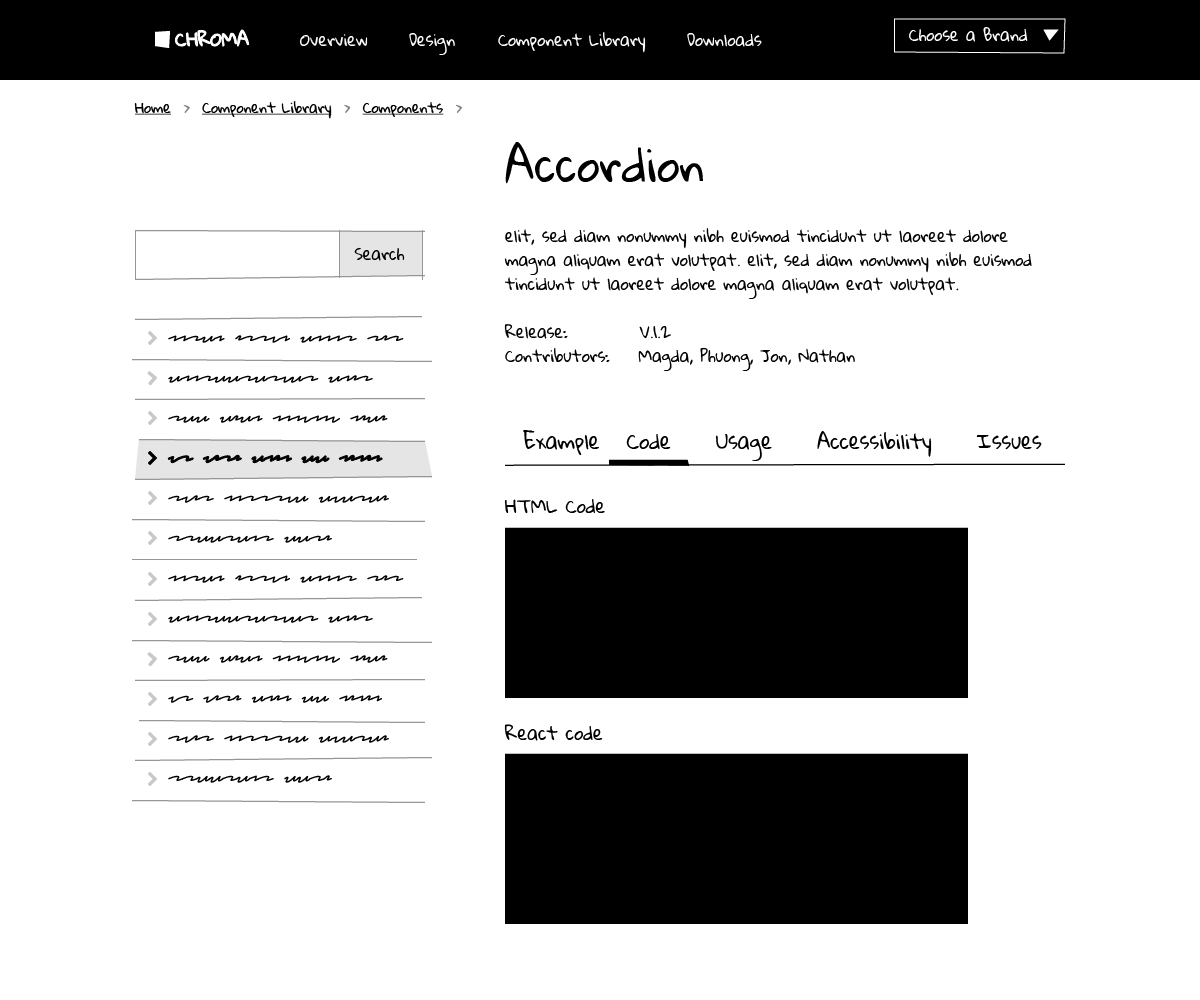 CHROMA Overview Design Component Library Downloads Choose a Brand
Home > Component Library > Components >
Accordion
Search
elit, sed diam nonummy nibh euismod tincidunt ut laoreet dolore
magna aliquam erat volutpat. elit, sed diam nonummy nibh euismod
tincidunt ut laoreet dolore magna aliquam erat volutpat.
Release: V.1.2
Contributors: Magda, Phuong, Jon, Nathan
Example Code Usage Accessibility Issues
HTML Code
React code